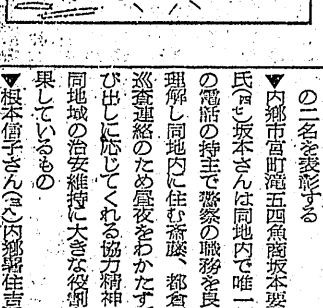 の二名を表彰する
▼内郷市宮町滝五四魚商坂本要
氏(四七)坂本さんは同地内で唯一
の電話の持主で警察の職務を良
理解し同地内に住む斎藤、都倉
巡査連絡のため昼夜をわかたず
び出しに応じてくれる協力精神
同地域の治安維持に大きな役割
果しているもの
▼根本信子さん(三八)内郷署住吉